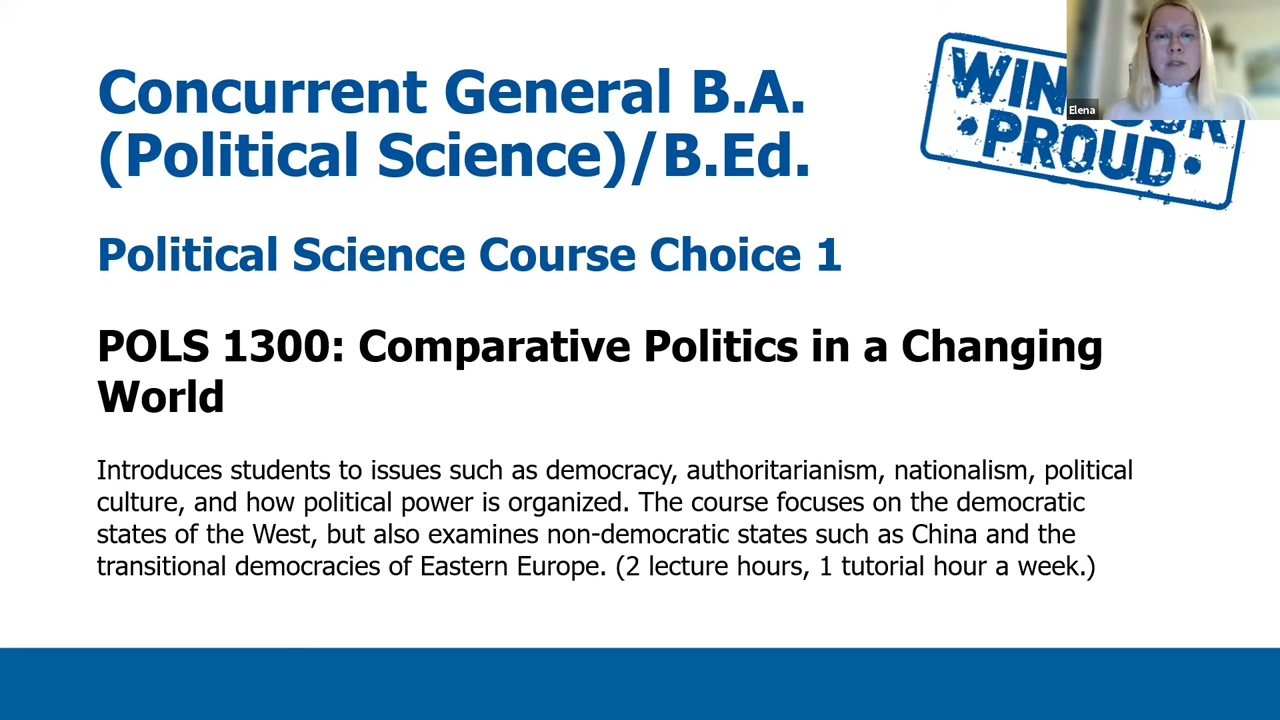 Concurrent General B.A.
(Political Science)/B.Ed.
Elena
PROUD
Political Science Course Choice 1
POLS 1300: Comparative Politics in a Changing
World
Introduces students to issues such as democracy, authoritarianism, nationalism, political
culture, and how political power is organized. The course focuses on the democratic
states of the West, but also examines non-democratic states such as China and the
transitional democracies of Eastern Europe. (2 lecture hours, 1 tutorial hour a week.)